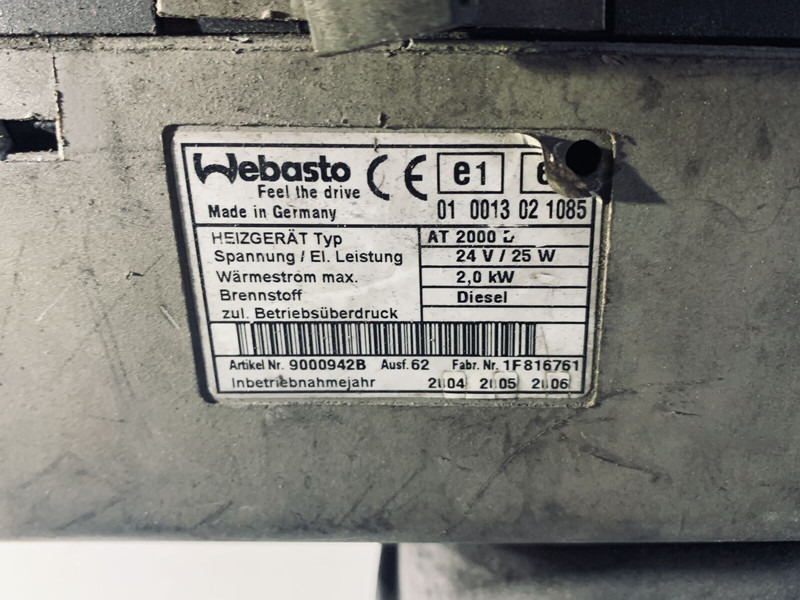 Webasto CE e1
Feel the drive
Made in Germany 01 0013 02 1085
HEIZGERÄT Typ AT 2000
Spannung / El. Leistung 24 V / 25 W
Wärmestrom max. 2,0 kW
Brennstoff Diesel
zul. Betriebsüberdruck
Artikel Nr. 9000942B Ausf. 62 Fabr. Nr. 1F816761
Inbetriebnahmejahr 2004 2005 2006